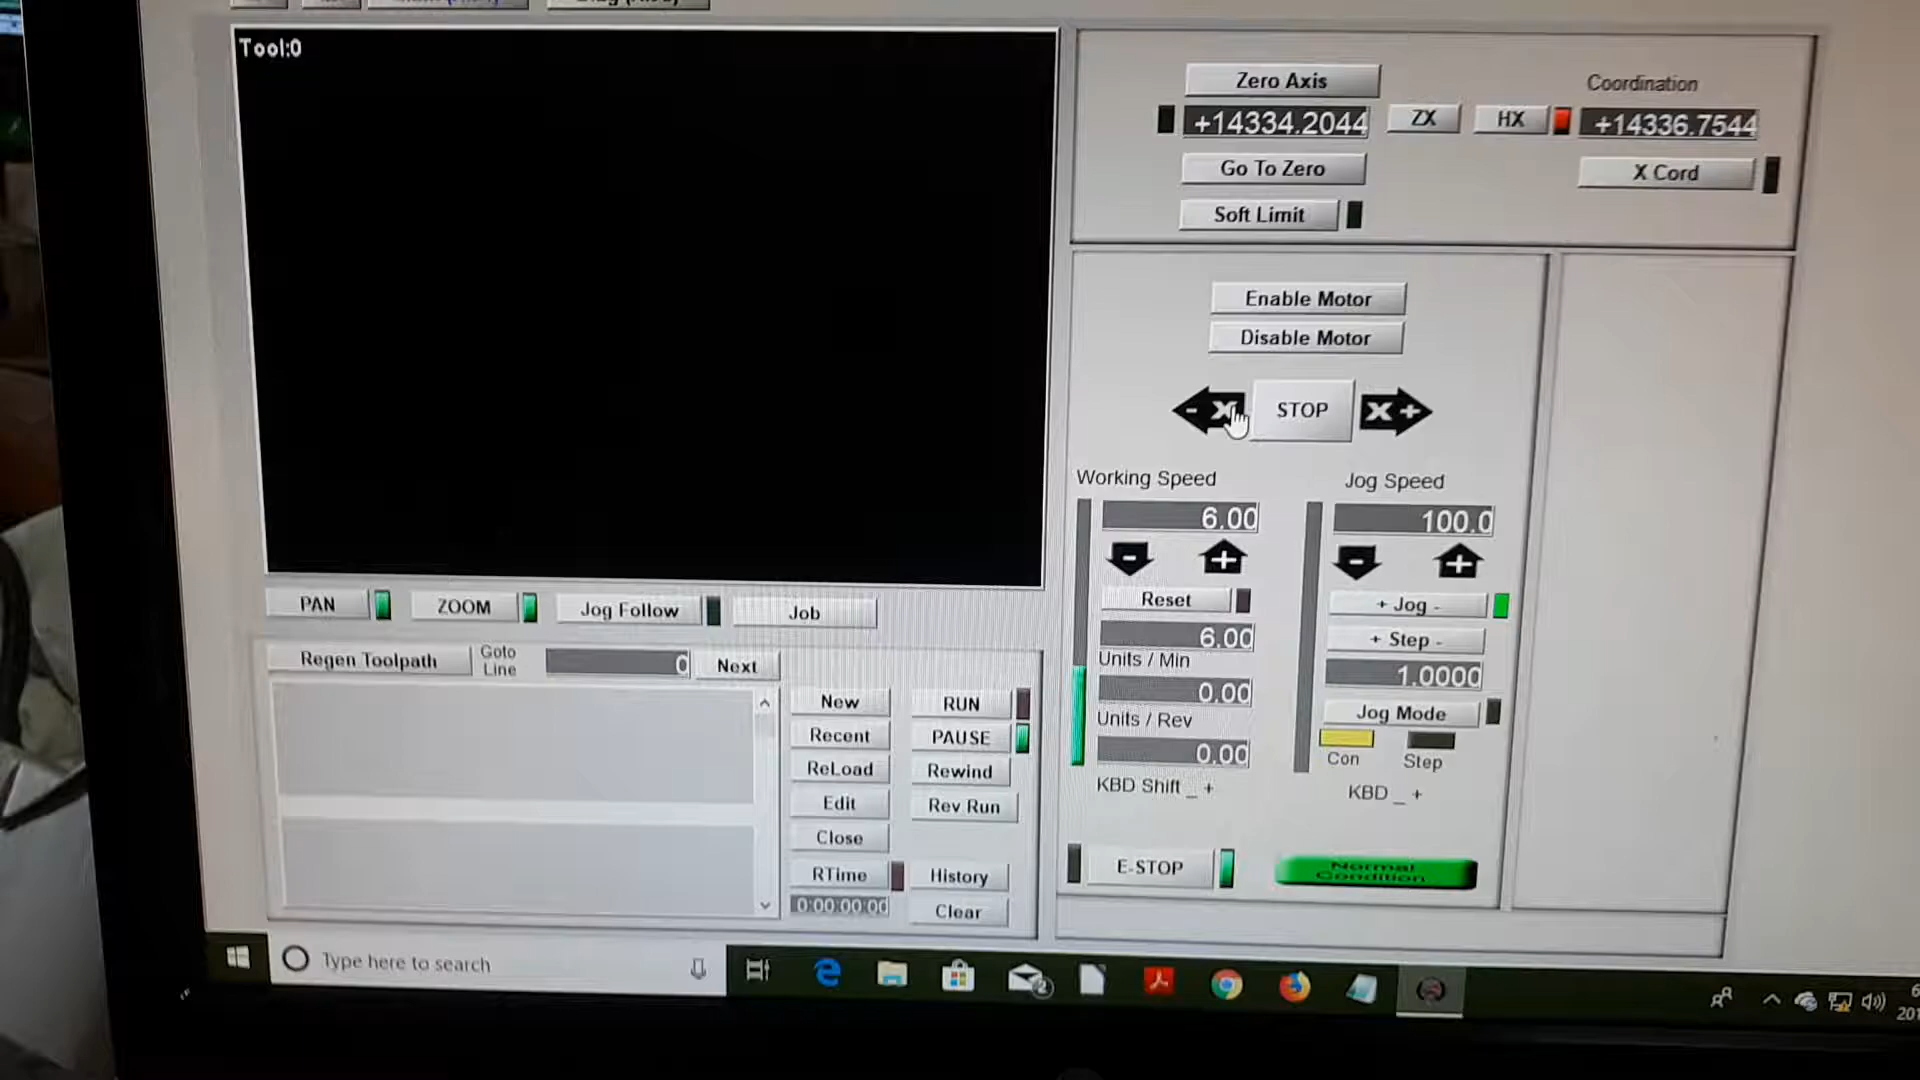 Tool:0
Zero Axis
+14334.2044
ZX
HX
Coordination
+14336.7544
Go To Zero
X Cord
Soft Limit
Enable Motor
Disable Motor
- X
STOP
X +
Working Speed
Jog Speed
6.00
100.0
- +
- +
Reset
+ Jog -
6.00
+ Step -
Units / Min
1.0000
0.00
Units / Rev
Jog Mode
0.00
Con
Step
KBD Shift _ +
KBD _ +
E-STOP
Normal
Condition
PAN
ZOOM
Jog Follow
Job
Regen Toolpath
Goto
Line
0
Next
New
RUN
Recent
PAUSE
ReLoad
Rewind
Edit
Rev Run
Close
RTime
History
0:00:00:00
Clear
Type here to search
2